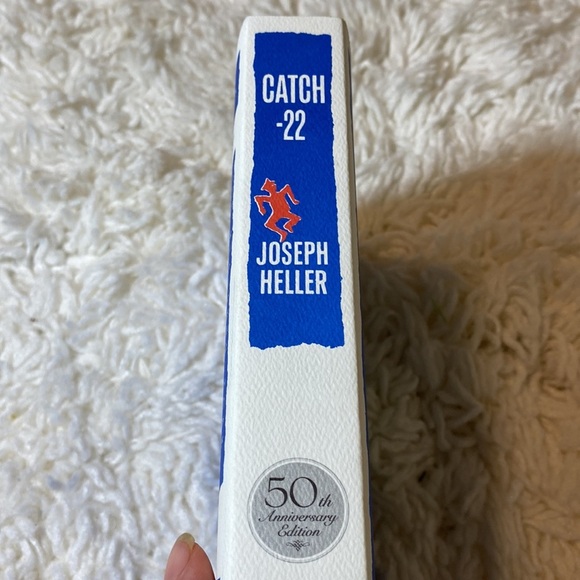 CATCH
-22
JOSEPH
HELLER
50th
Anniversary
Edition